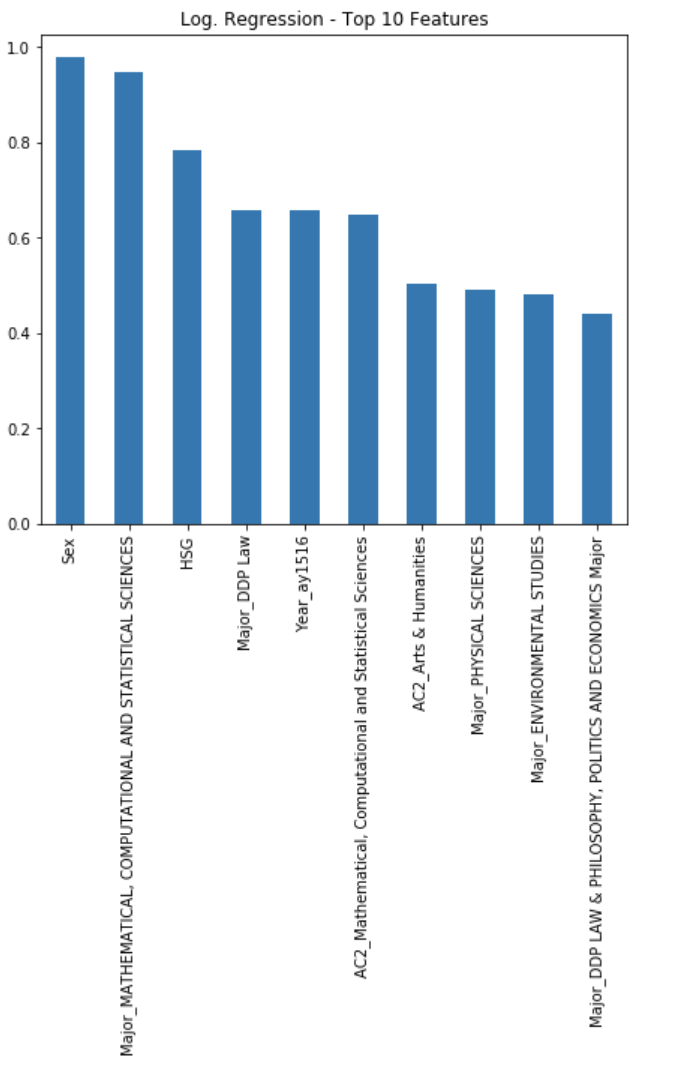 Log. Regression - Top 10 Features
1.0
0.8
0.6
0.4
0.2
0.0
Sex
Major_MATHEMATICAL, COMPUTATIONAL AND STATISTICAL SCIENCES
HSG
Major_DDP Law
Year_ay1516
AC2_Mathematical, Computational and Statistical Sciences
AC2_Arts & Humanities
Major_PHYSICAL SCIENCES
Major_ENVIRONMENTAL STUDIES
Major_DDP LAW & PHILOSOPHY, POLITICS AND ECONOMICS Major